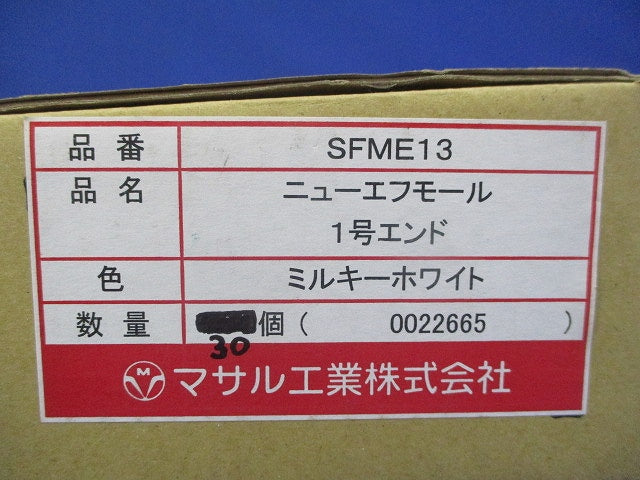 品番 SFME13
品名 ニューエフモール
1号エンド
色 ミルキーホワイト
数量 個( 0022665 )
30
M マサル工業株式会社